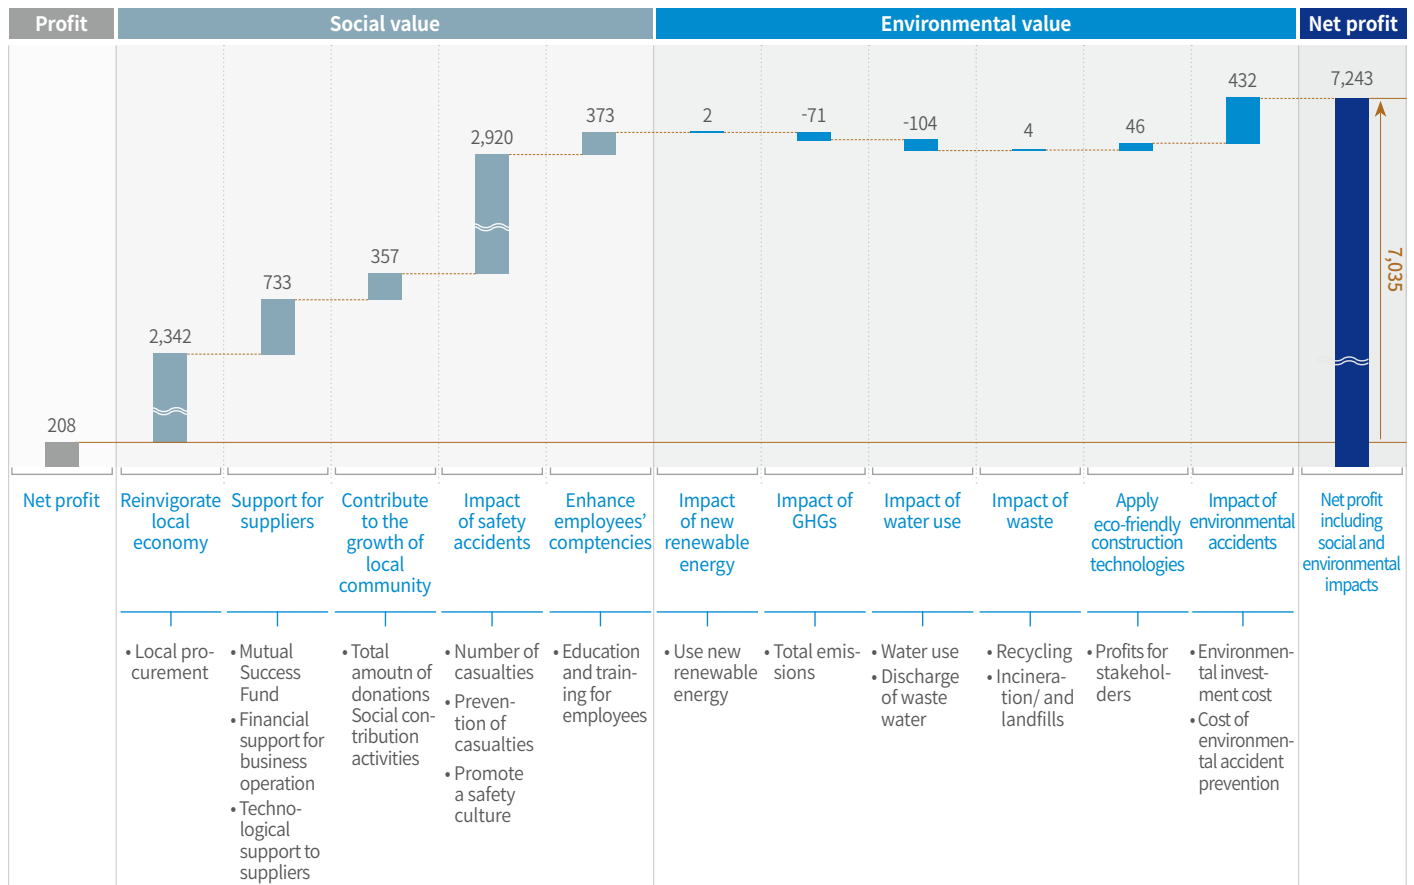 Profit
Social value
Environmental value
Net profit
208
2,342
733
357
2,920
373
2
-71
-104
4
46
432
7,243
7,035
Net profit
Reinvigorate
local
economy
Support for
suppliers
Contribute
to the
growth of
local
community
Impact
of safety
accidents
Enhance
employees’
comptencies
Impact
of new
renewable
energy
Impact of
GHGs
Impact of
water use
Impact of
waste
Apply
eco-friendly
construction
technologies
Impact of
environmental
accidents
Net profit
including
social and
environmental
impacts
• Local pro-
curement
• Mutual
Success
Fund
• Financial
support for
business
operation
• Techno-
logical
support to
suppliers
• Total
amoutn of
donations
Social con-
tribution
activities
• Number of
casualties
• Preven-
tion of
casualties
• Promote
a safety
culture
• Education
and train-
ing for
employees
• Use new
renewable
energy
• Total emis-
sions
• Water use
• Discharge
of waste
water
• Recycling
• Incinera-
tion/ and
landfills
• Profits for
stakehol-
ders
• Environmen-
tal invest-
ment cost
• Cost of
environmen-
tal accident
prevention